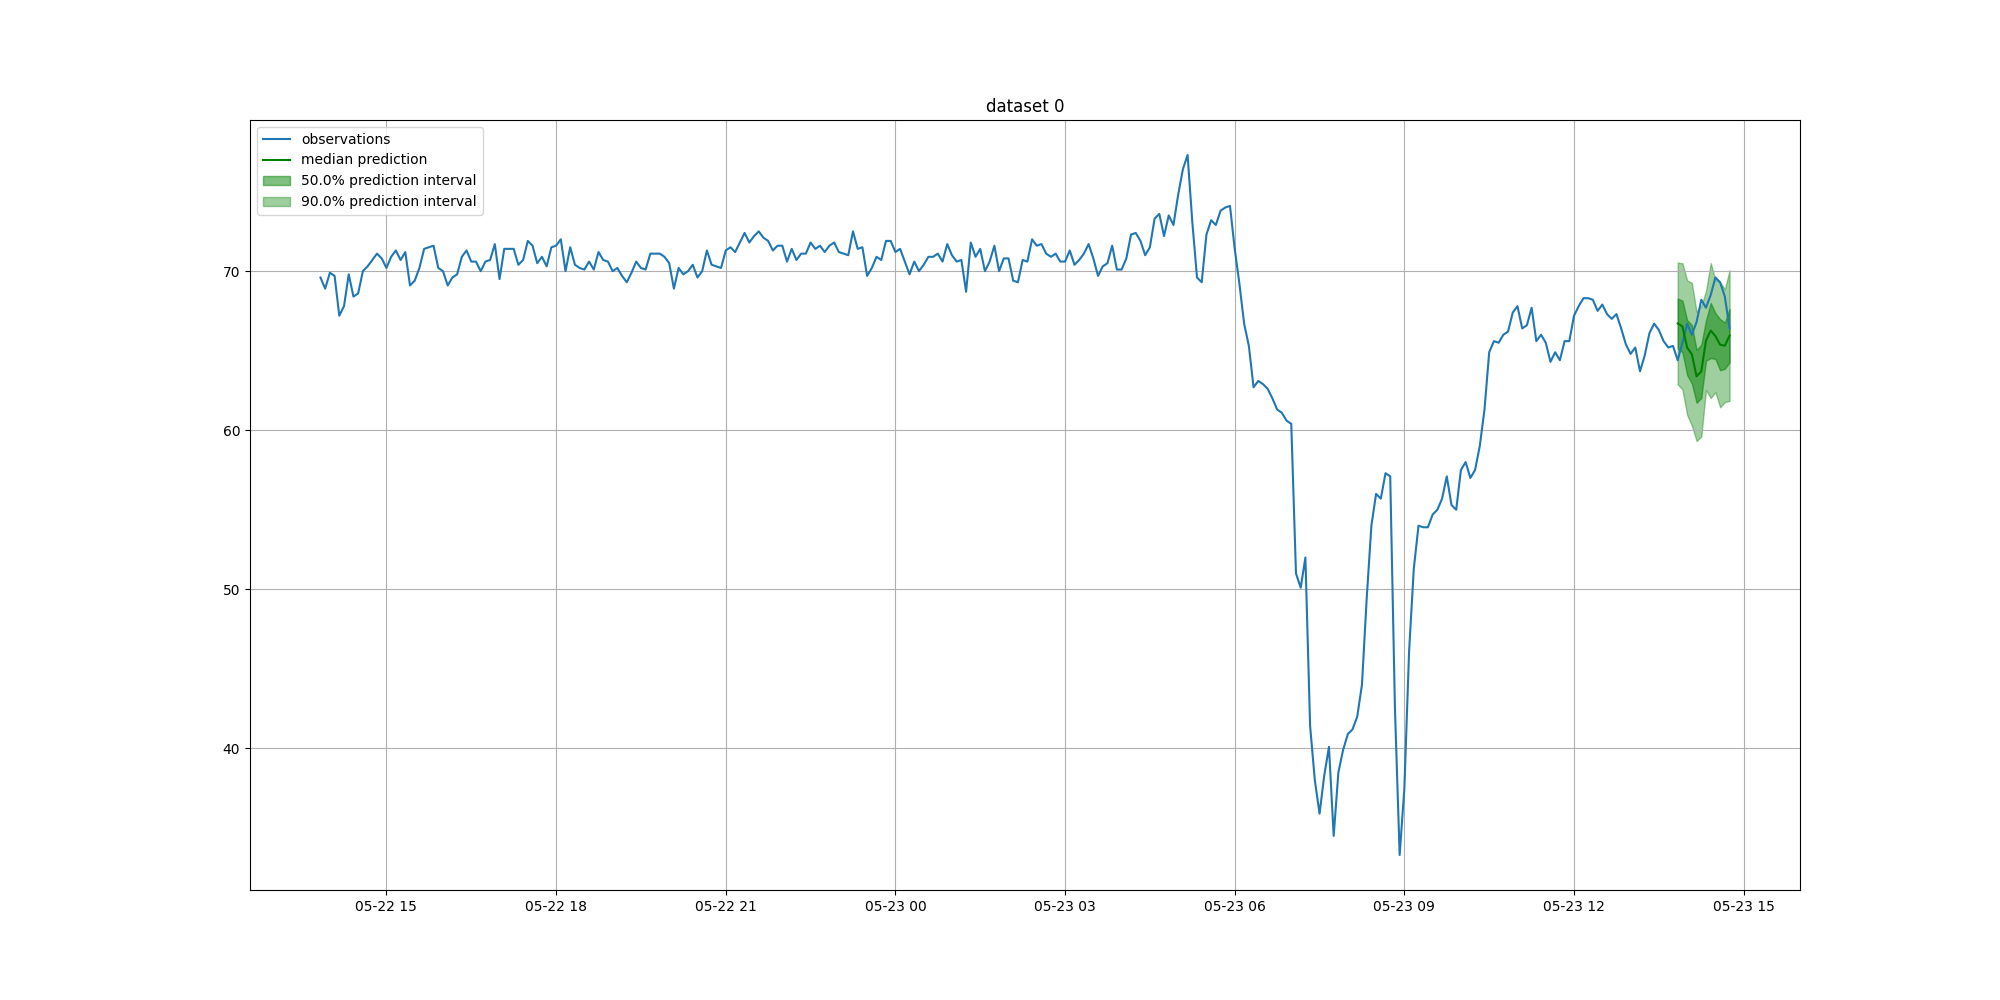 dataset 0
observations
median prediction
50.0% prediction interval
90.0% prediction interval
70
60
50
40
05-22 15
05-22 18
05-22 21
05-23 00
05-23 03
05-23 06
05-23 09
05-23 12
05-23 15